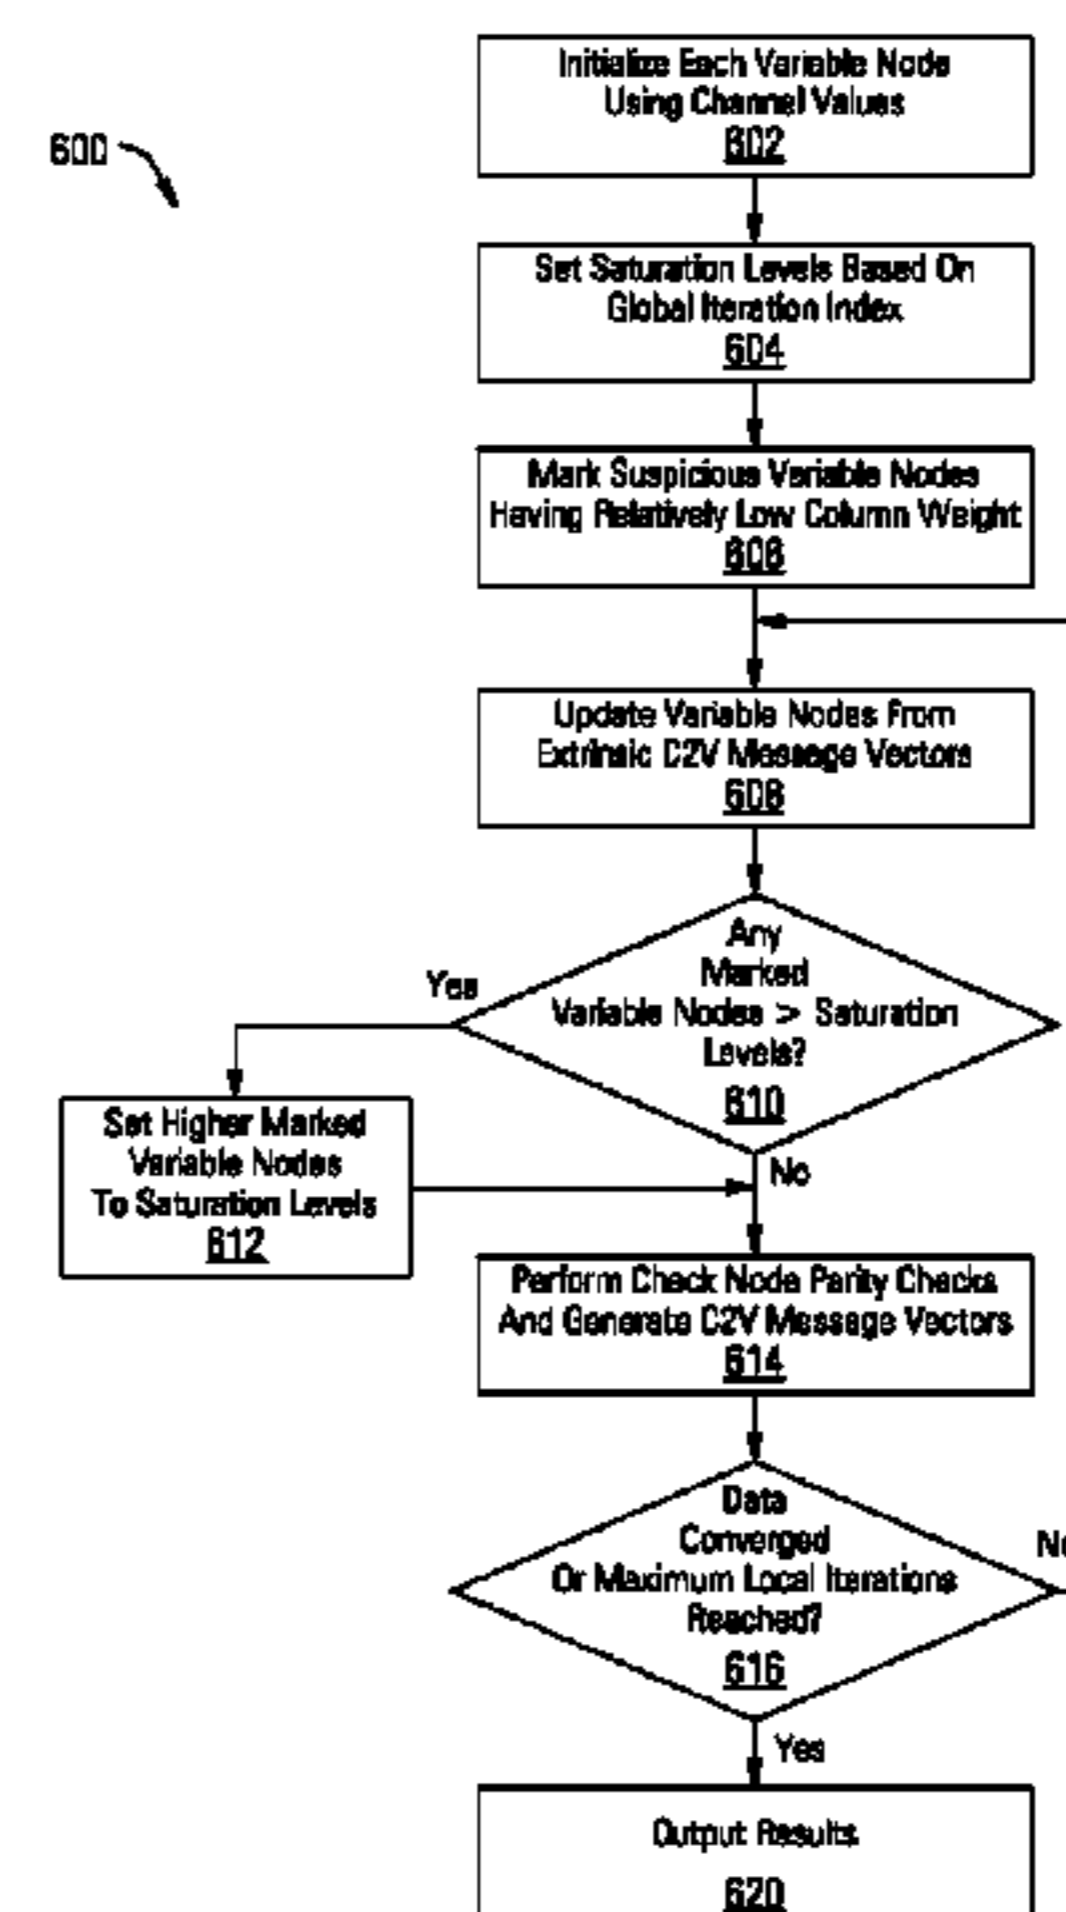 600
Initialize Each Variable Node
Using Channel Values
602
Set Saturation Levels Based On
Global Iteration Index
604
Mark Suspicious Variable Nodes
Having Relatively Low Column Weight
606
Update Variable Nodes From
Extrinsic C2V Message Vectors
608
Any
Marked
Variable Nodes > Saturation
Levels?
610
Yes
No
Set Higher Marked
Variable Nodes
To Saturation Levels
612
Perform Check Node Parity Checks
And Generate C2V Message Vectors
614
Data
Converged
Or Maximum Local Iterations
Reached?
616
No
Yes
Output Results
620